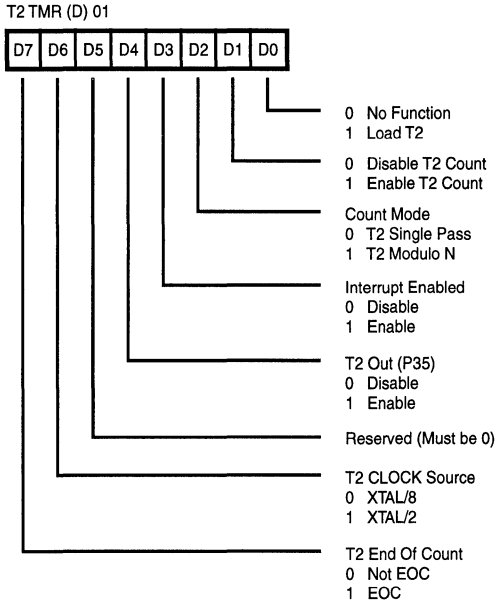 T2 TMR (D) 01
D7 D6 D5 D4 D3 D2 D1 D0
0 No Function
1 Load T2
0 Disable T2 Count
1 Enable T2 Count
Count Mode
0 T2 Single Pass
1 T2 Modulo N
Interrupt Enabled
0 Disable
1 Enable
T2 Out (P35)
0 Disable
1 Enable
Reserved (Must be 0)
T2 CLOCK Source
0 XTAL/8
1 XTAL/2
T2 End Of Count
0 Not EOC
1 EOC